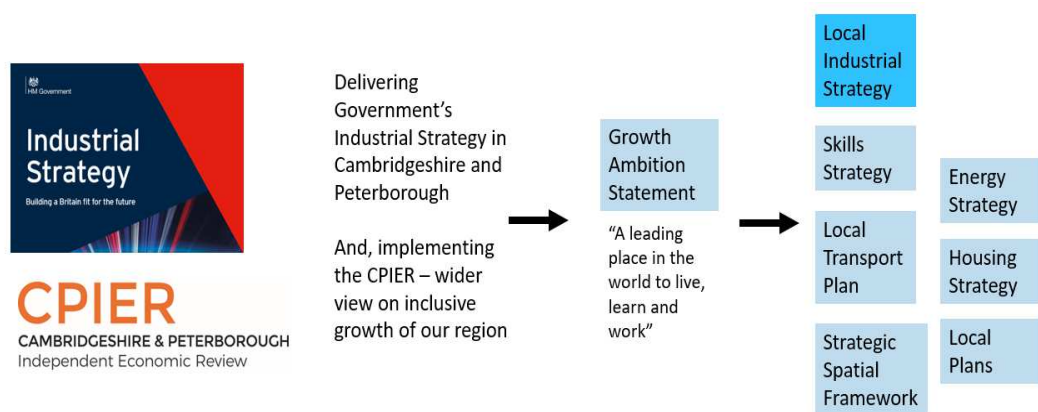 HM Government
Industrial
Strategy
Building a Britain fit for the future
CPIER
CAMBRIDGESHIRE & PETERBOROUGH
Independent Economic Review
Delivering
Government’s
Industrial Strategy in
Cambridgeshire and
Peterborough
And, implementing
the CPIER – wider
view on inclusive
growth of our region
Growth
Ambition
Statement
“A leading
place in the
world to live,
learn and
work”
Local
Industrial
Strategy
Skills
Strategy
Local
Transport
Plan
Strategic
Spatial
Framework
Energy
Strategy
Housing
Strategy
Local
Plans